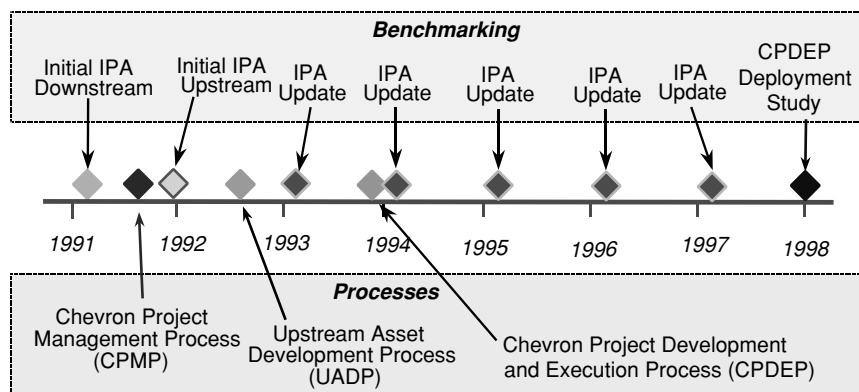 Benchmarking
Initial IPA
Downstream
Initial IPA
Upstream
IPA
Update
IPA
Update
IPA
Update
IPA
Update
IPA
Update
CPDEP
Deployment
Study
1991
1992
1993
1994
1995
1996
1997
1998
Processes
Chevron Project
Management Process
(CPMP)
Upstream Asset
Development Process
(UADP)
Chevron Project Development
and Execution Process (CPDEP)